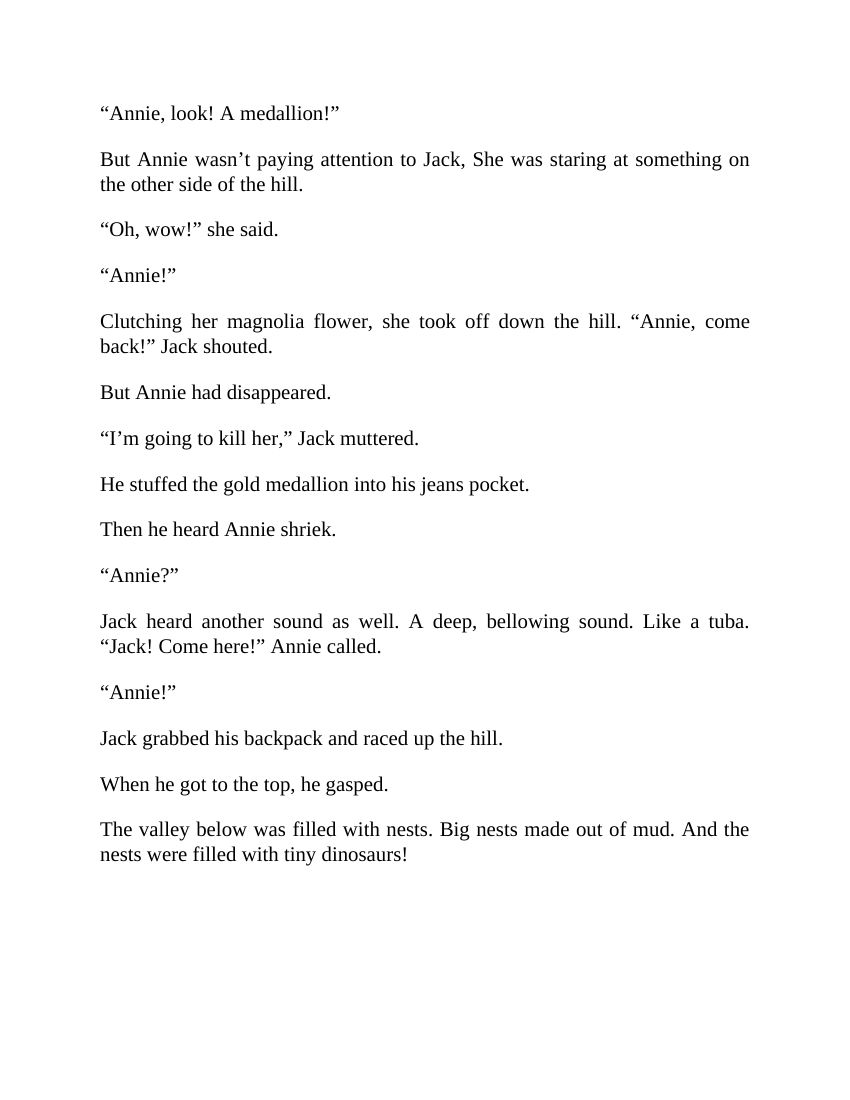 “Annie, look! A medallion!”
But Annie wasn’t paying attention to Jack, She was staring at something on
the other side of the hill.
“Oh, wow!” she said.
“Annie!”
Clutching her magnolia flower, she took off down the hill. “Annie, come
back!” Jack shouted.
But Annie had disappeared.
“I’m going to kill her,” Jack muttered.
He stuffed the gold medallion into his jeans pocket.
Then he heard Annie shriek.
“Annie?”
Jack heard another sound as well. A deep, bellowing sound. Like a tuba.
“Jack! Come here!” Annie called.
“Annie!”
Jack grabbed his backpack and raced up the hill.
When he got to the top, he gasped.
The valley below was filled with nests. Big nests made out of mud. And the
nests were filled with tiny dinosaurs!